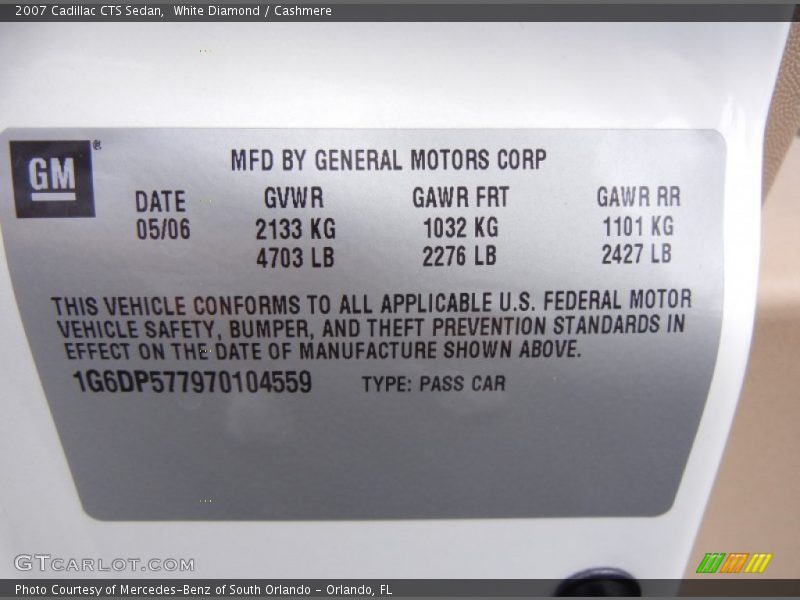 2007 Cadillac CTS Sedan, White Diamond / Cashmere
GM®
MFD BY GENERAL MOTORS CORP
DATE GVWR GAWR FRT GAWR RR
05/06 2133 KG 1032 KG 1101 KG
4703 LB 2276 LB 2427 LB
THIS VEHICLE CONFORMS TO ALL APPLICABLE U.S. FEDERAL MOTOR
VEHICLE SAFETY, BUMPER, AND THEFT PREVENTION STANDARDS IN
EFFECT ON THE DATE OF MANUFACTURE SHOWN ABOVE.
1G6DP577970104559 TYPE: PASS CAR
GTCARLOT.COM
Photo Courtesy of Mercedes-Benz of South Orlando - Orlando, FL